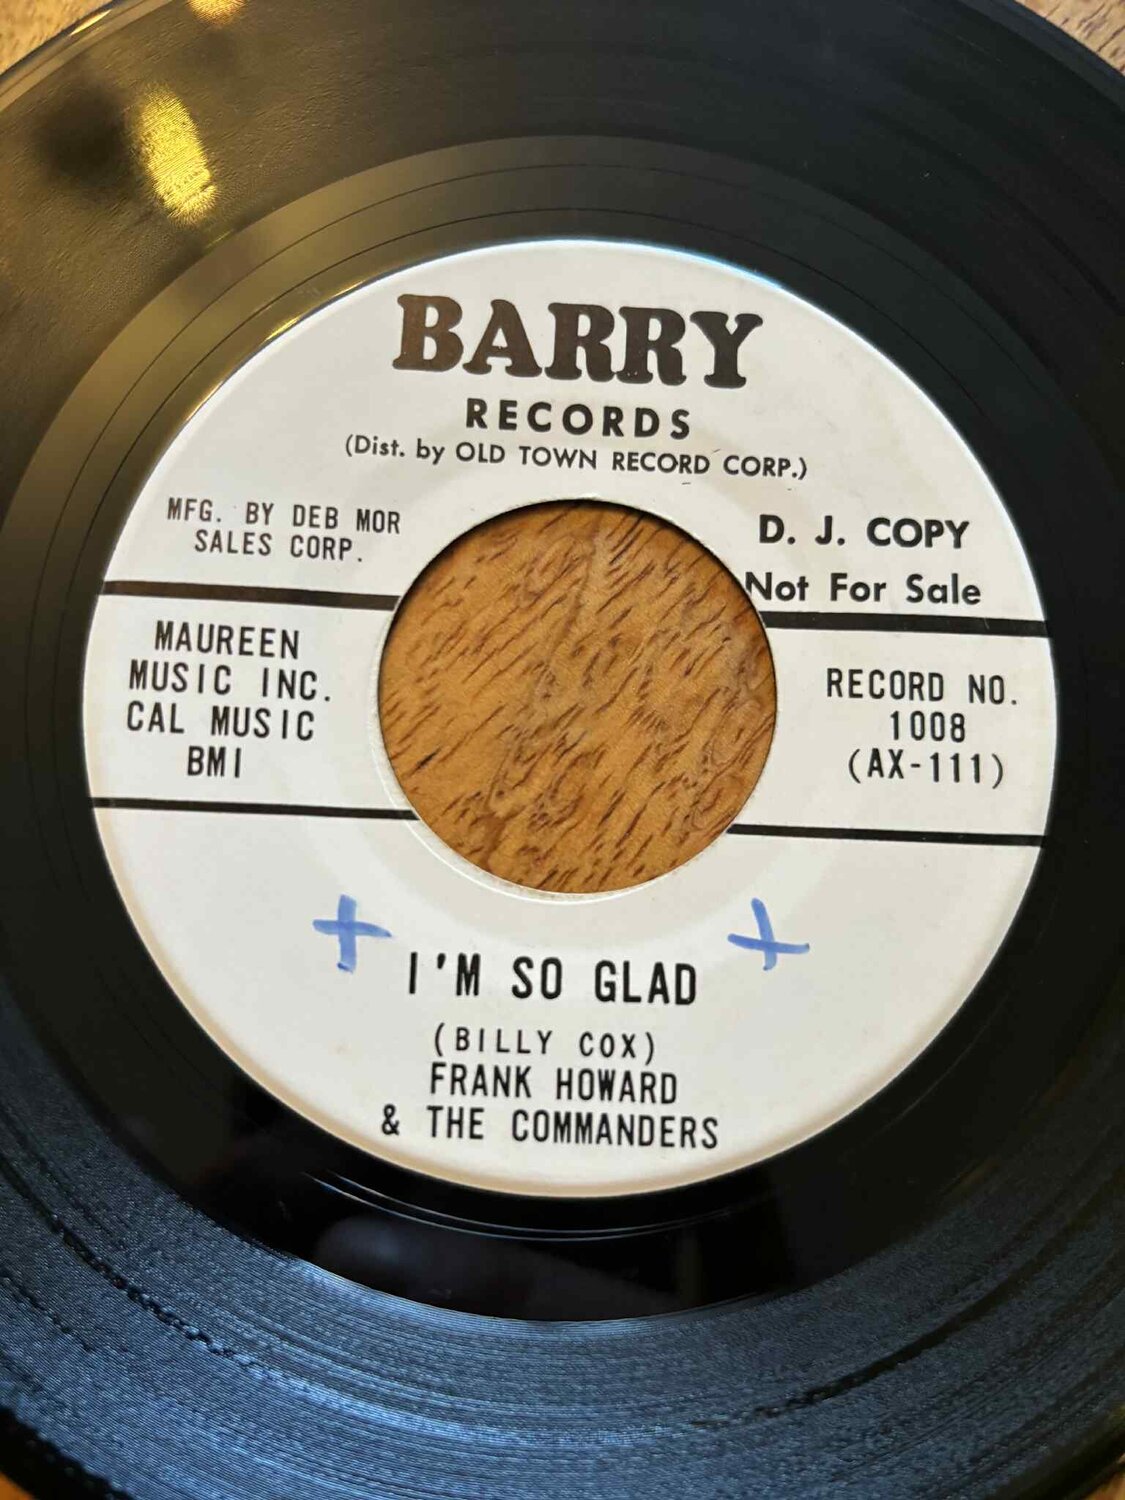 BARRY
RECORDS
(Dist. by OLD TOWN RECORD CORP.)
MFG. BY DEB MOR
SALES CORP.
D. J. COPY
Not For Sale
MAUREEN
MUSIC INC.
CAL MUSIC
BMI
RECORD NO.
1008
(AX-111)
I'M SO GLAD
(BILLY COX)
FRANK HOWARD
& THE COMMANDERS